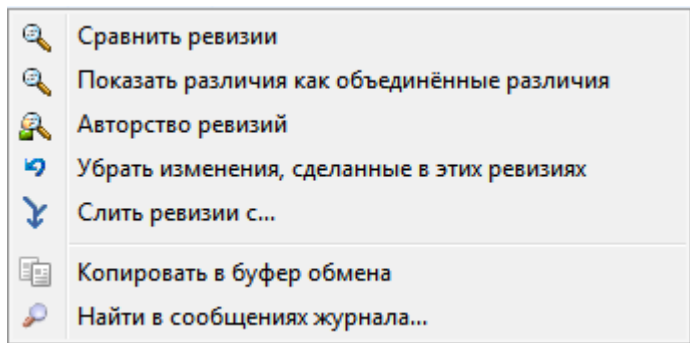 Сравнить ревизии
Показать различия как объединённые различия
Авторство ревизий
Убрать изменения, сделанные в этих ревизиях
Слить ревизии с...
Копировать в буфер обмена
Найти в сообщениях журнала...